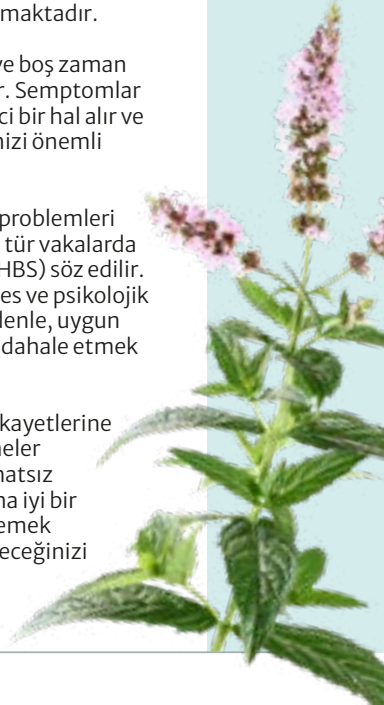 maktadır.
ve boş zaman
r. Semptomlar
ci bir hal alır ve
nizi önemli
problemleri
tür vakalarda
HBS) söz edilir.
es ve psikolojik
denle, uygun
dahale etmek
kayetlerine
neler
natsız
na iyi bir
emek
eceğinizi